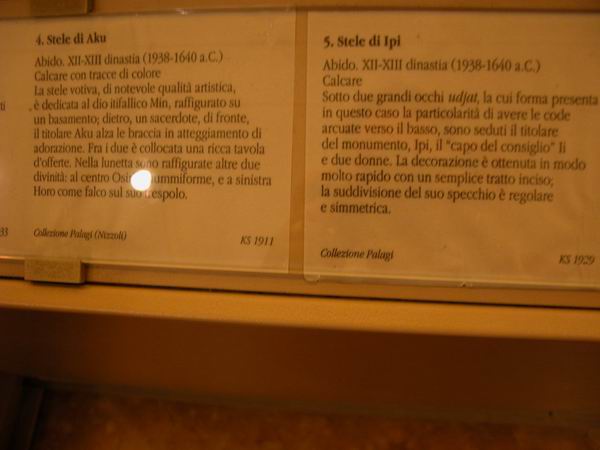 4. Stele di Aku
Abido. XII-XIII dinastia (1938-1640 a.C.)
Calcare con tracce di colore
La stele votiva, di notevole qualità artistica,
è dedicata al dio itifallico Min, raffigurato su
un basamento; dietro, un sacerdote, di fronte,
il titolare Aku alza le braccia in atteggiamento di
adorazione. Fra i due è collocata una ricca tavola
d'offerte. Nella lunetta sono raffigurate altre due
divinità: al centro ummiforme, e a sinistra
Horo come falco sul suo trespolo.
Collezione Palagi (Nizzoli)
KS 1911
5. Stele di Ipi
Abido. XII-XIII dinastia (1938-1640 a.C.)
Calcare
Sotto due grandi occhi udjat, la cui forma presenta
in questo caso la particolarità di avere le code
arcuate verso il basso, sono seduti il titolare
del monumento, Ipi, il "capo del consiglio" Ii
e due donne. La decorazione è ottenuta in modo
molto rapido con un semplice tratto inciso;
la suddivisione del suo specchio è regolare
e simmetrica.
Collezione Palagi
KS 1929
ti
33